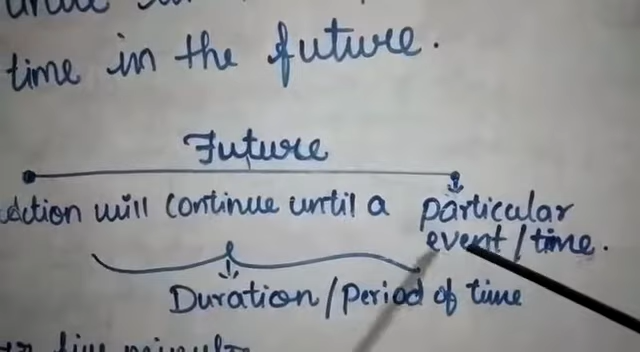 time in the future.
Future
Action will continue until a particular
event/time.
Duration/Period of time